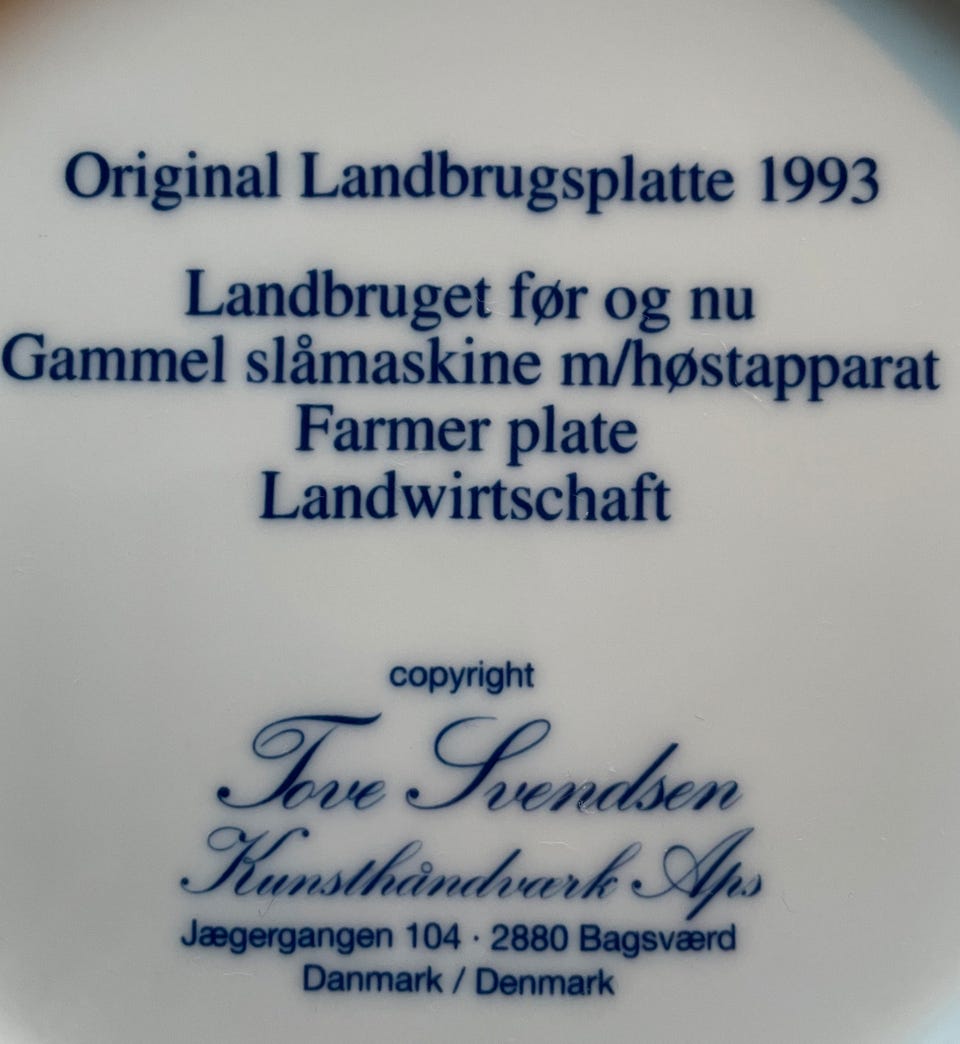 Original Landbrugsplatte 1993
Landbruget før og nu
Gammel slåmaskine m/høstapparat
Farmer plate
Landwirtschaft
copyright
Tove Svendsen
Kunsthåndværk Aps
Jægergangen 104 · 2880 Bagsværd
Danmark / Denmark